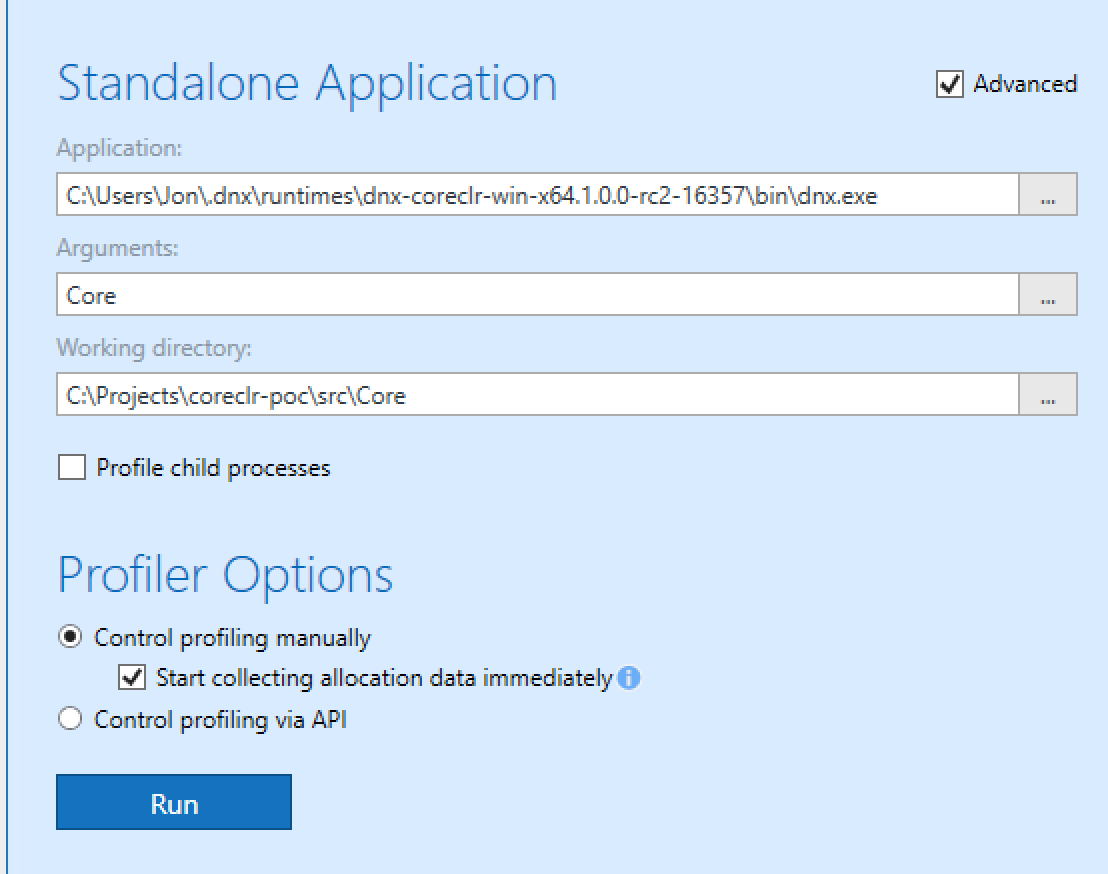 Standalone Application
Advanced
Application:
C:\Users\Jon\.dnx\runtimes\dnx-coreclr-win-x64.1.0.0-rc2-16357\bin\dnx.exe
...
Arguments:
Core
...
Working directory:
C:\Projects\coreclr-poc\src\Core
...
Profile child processes
Profiler Options
Control profiling manually
Start collecting allocation data immediately
Control profiling via API
Run